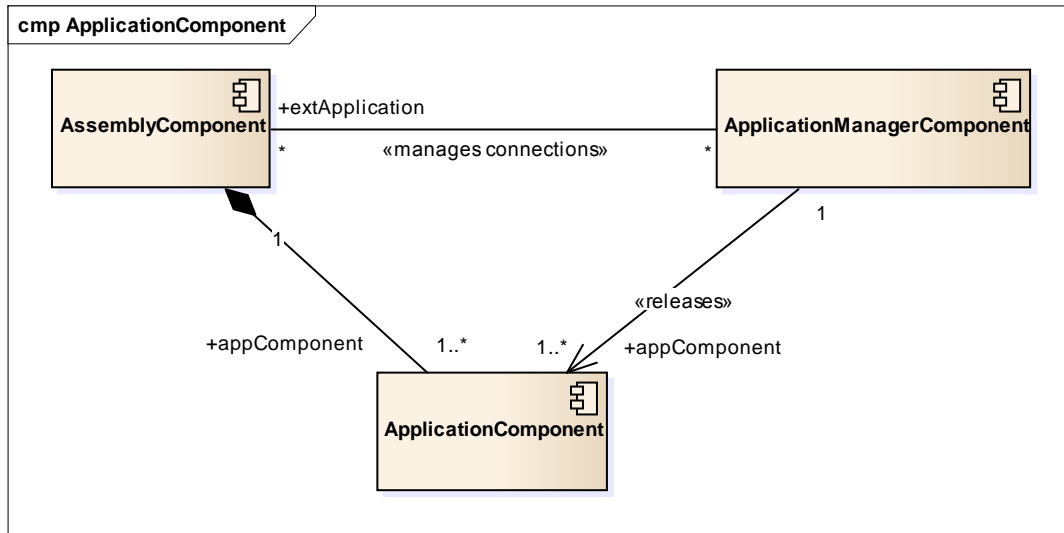 cmp ApplicationComponent
AssemblyComponent
+extApplication
ApplicationManagerComponent
*
«manages connections»
*
1
1
«releases»
+appComponent
1..*
1..*
+appComponent
ApplicationComponent